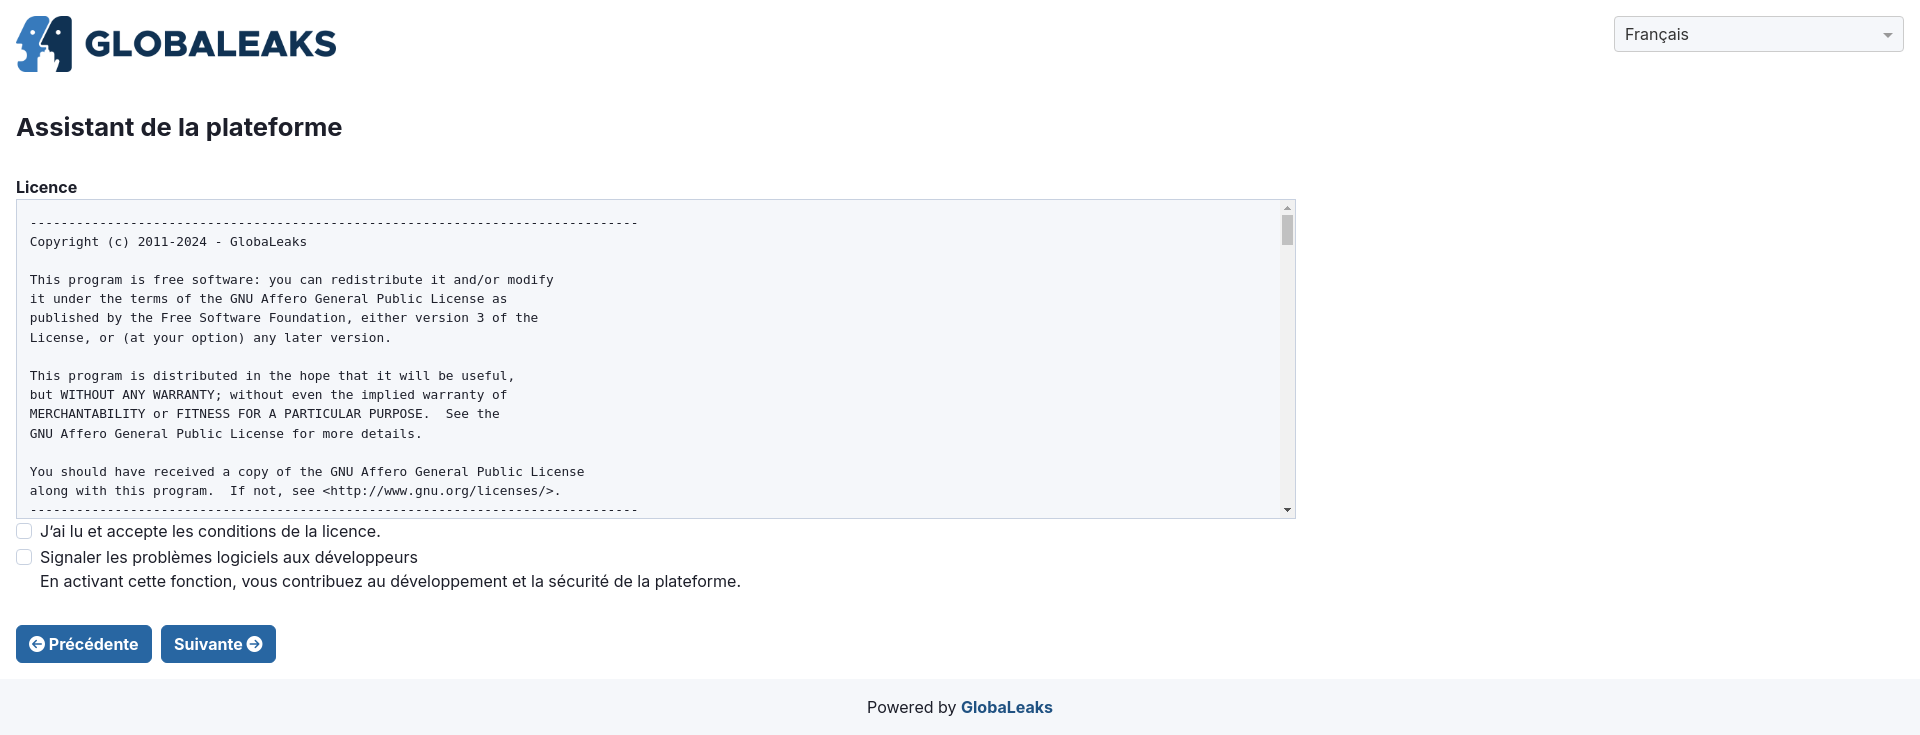 GLOBALEAKS
Français
Assistant de la plateforme
Licence
-------------------------------------------------------------------------------
Copyright (c) 2011-2024 - GlobaLeaks
This program is free software: you can redistribute it and/or modify
it under the terms of the GNU Affero General Public License as
published by the Free Software Foundation, either version 3 of the
License, or (at your option) any later version.
This program is distributed in the hope that it will be useful,
but WITHOUT ANY WARRANTY; without even the implied warranty of
MERCHANTABILITY or FITNESS FOR A PARTICULAR PURPOSE.  See the
GNU Affero General Public License for more details.
You should have received a copy of the GNU Affero General Public License
along with this program.  If not, see <http://www.gnu.org/licenses/>.
-------------------------------------------------------------------------------
J’ai lu et accepte les conditions de la licence.
Signaler les problèmes logiciels aux développeurs
En activant cette fonction, vous contribuez au développement et la sécurité de la plateforme.
Précédente
Suivante
Powered by GlobaLeaks